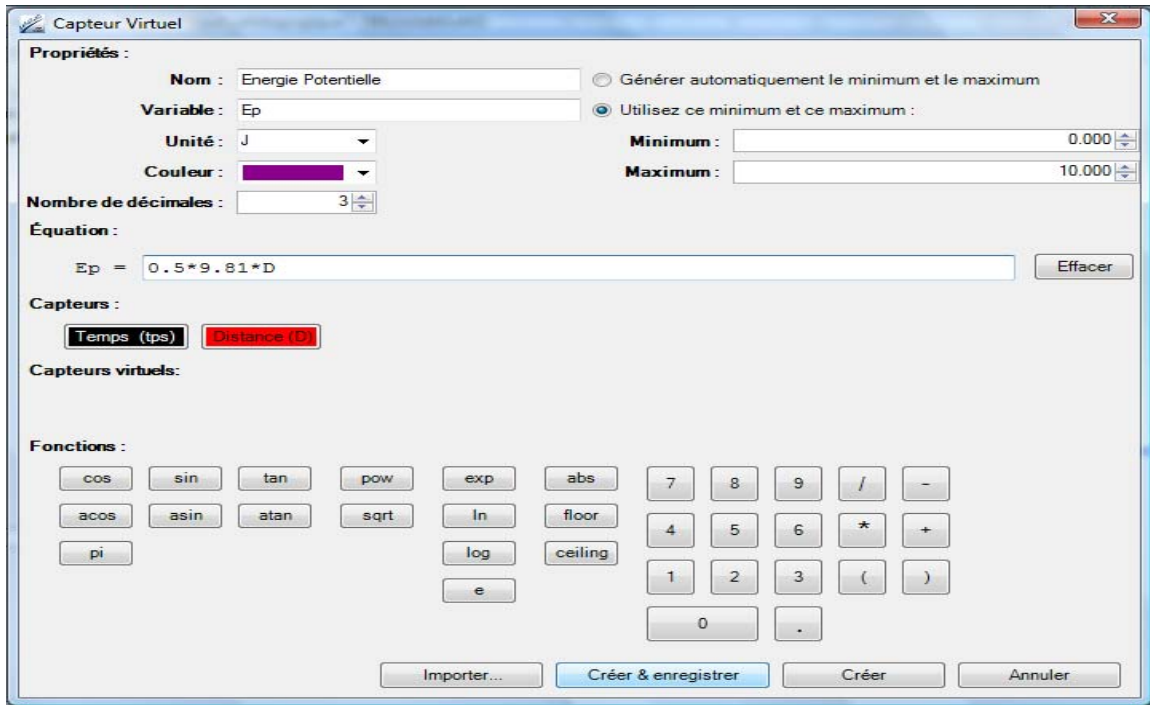 Capteur Virtuel
Propriétés :
Nom : Energie Potentielle
Générer automatiquement le minimum et le maximum
Variable : Ep
Utilisez ce minimum et ce maximum :
Unité : J
Minimum : 0.000
Couleur :
Maximum : 10.000
Nombre de décimales : 3
Équation :
Ep = 0.5*9.81*D
Effacer
Capteurs :
Temps (tps) Distance (D)
Capteurs virtuels:
Fonctions :
cos sin tan pow exp abs 7 8 9 / -
acos asin atan sqrt ln floor 4 5 6 * +
pi log ceiling 1 2 3 ( )
e 0 .
Importer... Créer & enregistrer Créer Annuler